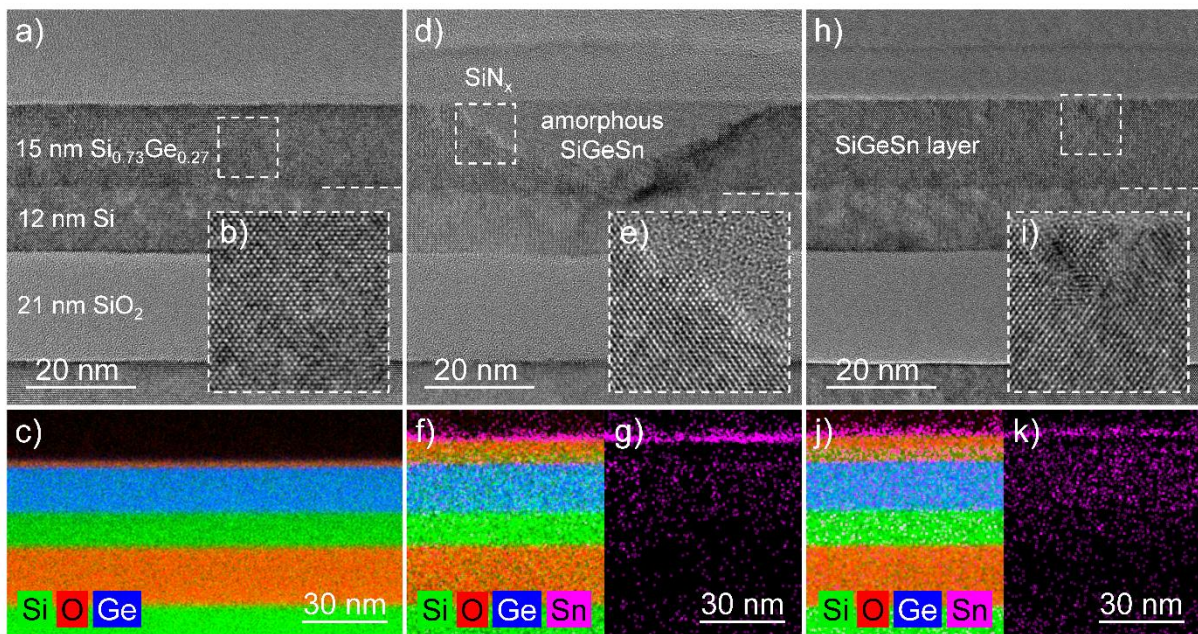 a)
15 nm Si₀.₇₃Ge₀.₂₇
12 nm Si
b)
21 nm SiO₂
20 nm
d)
SiNₓ
amorphous
SiGeSn
e)
20 nm
h)
SiGeSn layer
i)
20 nm
c)
Si O Ge
30 nm
f)
g)
Si O Ge Sn
30 nm
j)
k)
Si O Ge Sn
30 nm